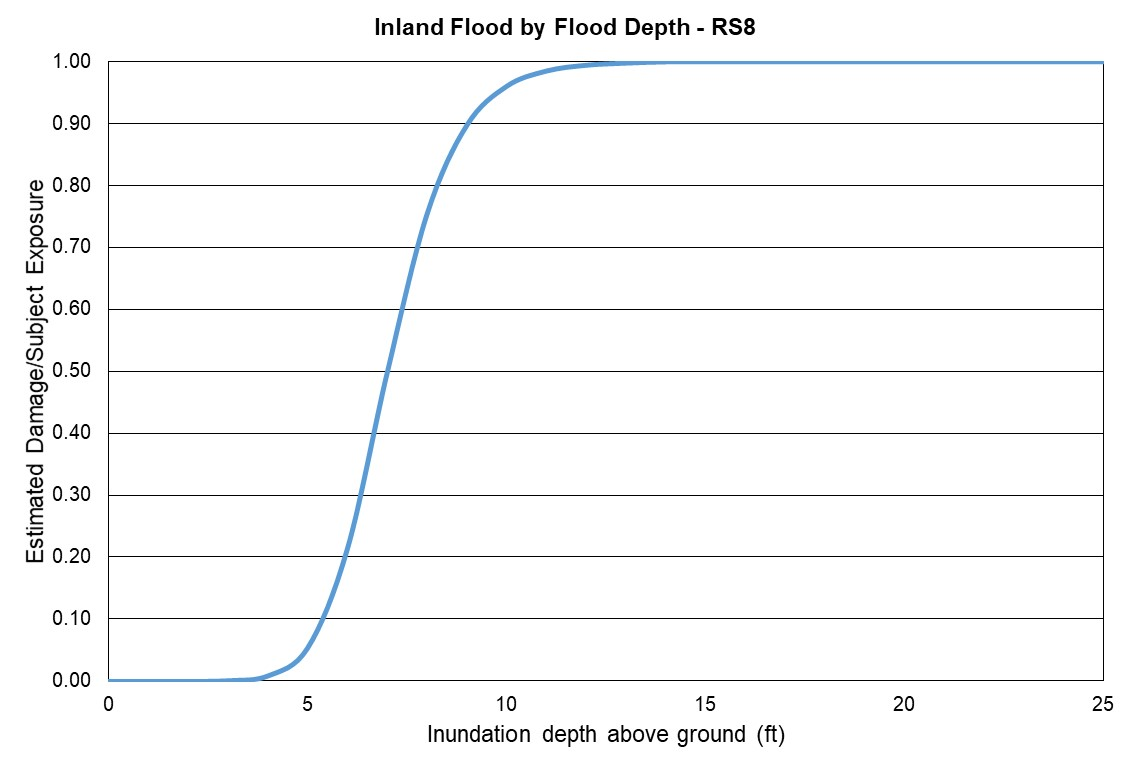 Inland Flood by Flood Depth - RS8
1.00
0.90
0.80
0.70
0.60
0.50
0.40
0.30
0.20
0.10
0.00
Estimated Damage/Subject Exposure
0 5 10 15 20 25
Inundation depth above ground (ft)